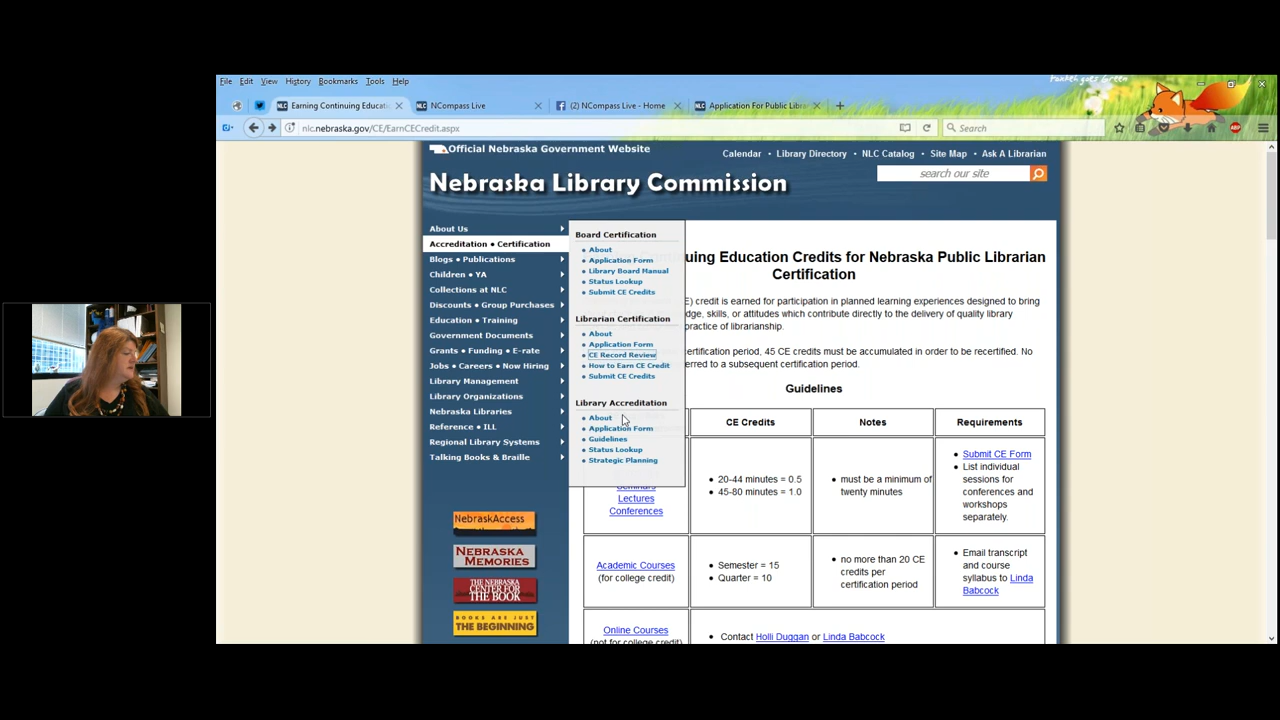 File Edit View History Bookmarks Tools Help
Earning Continuing Educati
NCompass Live
(2) NCompass Live - Home
Application For Public Libra
nlc.nebraska.gov/CE/EarnCECredit.aspx
Search
ABP
Official Nebraska Government Website
Calendar • Library Directory • NLC Catalog • Site Map • Ask A Librarian
Nebraska Library Commission
search our site
About Us
Accreditation • Certification
Blogs • Publications
Children • YA
Collections at NLC
Discounts • Group Purchases
Education • Training
Government Documents
Grants • Funding • E-rate
Jobs • Careers • Now Hiring
Library Management
Library Organizations
Nebraska Libraries
Reference • ILL
Regional Library Systems
Talking Books & Braille
NebraskAccess
NEBRASKA
MEMORIES
THE NEBRASKA
CENTER FOR
THE BOOK
BOOKS ARE JUST
THE BEGINNING
Board Certification
About
Application Form
Library Board Manual
Status Lookup
Submit CE Credits
Librarian Certification
About
Application Form
CE Record Review
How to Earn CE Credit
Submit CE Credits
Library Accreditation
About
Application Form
Guidelines
Status Lookup
Strategic Planning
uing Education Credits for Nebraska Public Librarian
Certification
) credit is earned for participation in planned learning experiences designed to bring
dge, skills, or attitudes which contribute directly to the delivery of quality library
practice of librarianship.
ertification period, 45 CE credits must be accumulated in order to be recertified. No
erred to a subsequent certification period.
Guidelines
CE Credits
Notes
Requirements
Seminars
Lectures
Conferences
20-44 minutes = 0.5
45-80 minutes = 1.0
must be a minimum of
twenty minutes
Submit CE Form
List individual
sessions for
conferences and
workshops
separately.
Academic Courses
(for college credit)
Semester = 15
Quarter = 10
no more than 20 CE
credits per
certification period
Email transcript
and course
syllabus to Linda
Babcock
Online Courses
(not for college credit)
Contact Holli Duggan or Linda Babcock